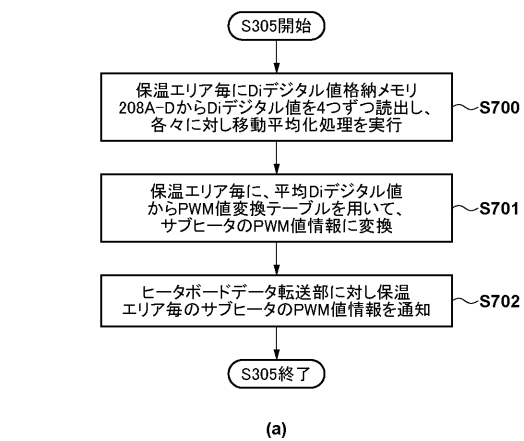 S305開始
保温エリア毎にDiデジタル値格納メモリ
208A-DからDiデジタル値を4つずつ読出し、
各々に対し移動平均化処理を実行
S700
保温エリア毎に、平均Diデジタル値
からPWM値変換テーブルを用いて、
サブヒータのPWM値情報に変換
S701
ヒータボードデータ転送部に対し保温
エリア毎のサブヒータのPWM値情報を通知
S702
S305終了
(a)